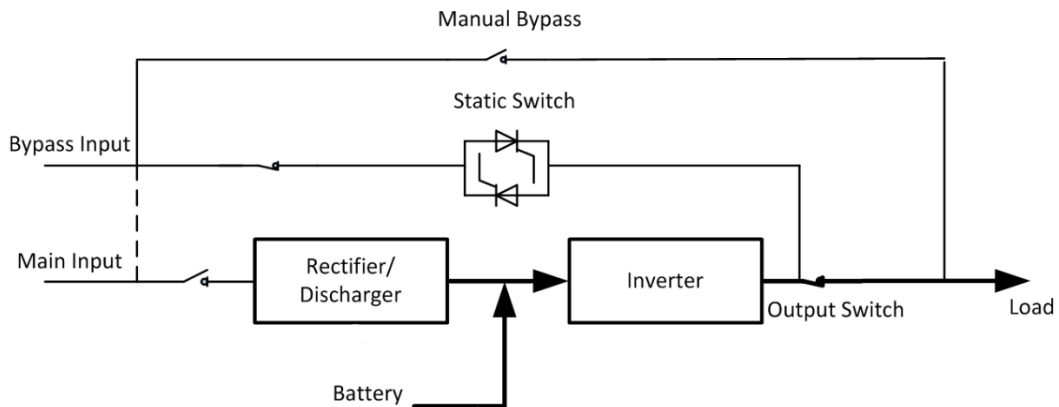 Manual Bypass
Static Switch
Bypass Input
Main Input
Rectifier/
Discharger
Inverter
Output Switch
Load
Battery